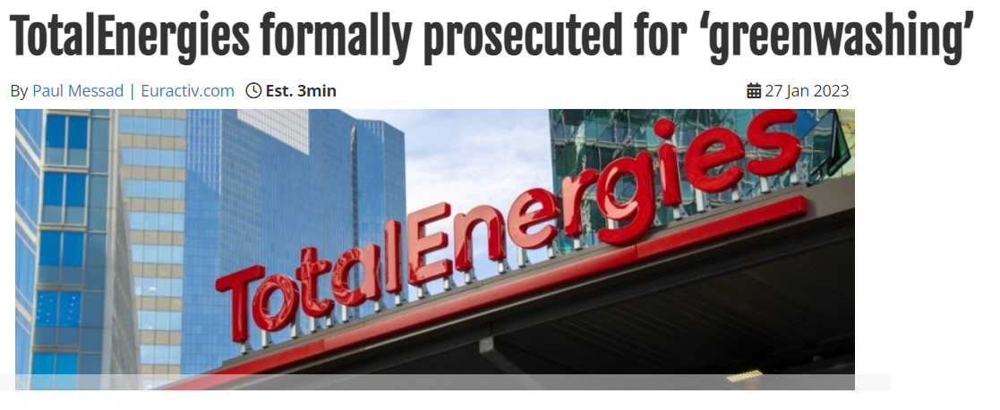 TotalEnergies formally prosecuted for ‘greenwashing’
By Paul Messad | Euractiv.com Est. 3min 27 Jan 2023
TotalEnergies